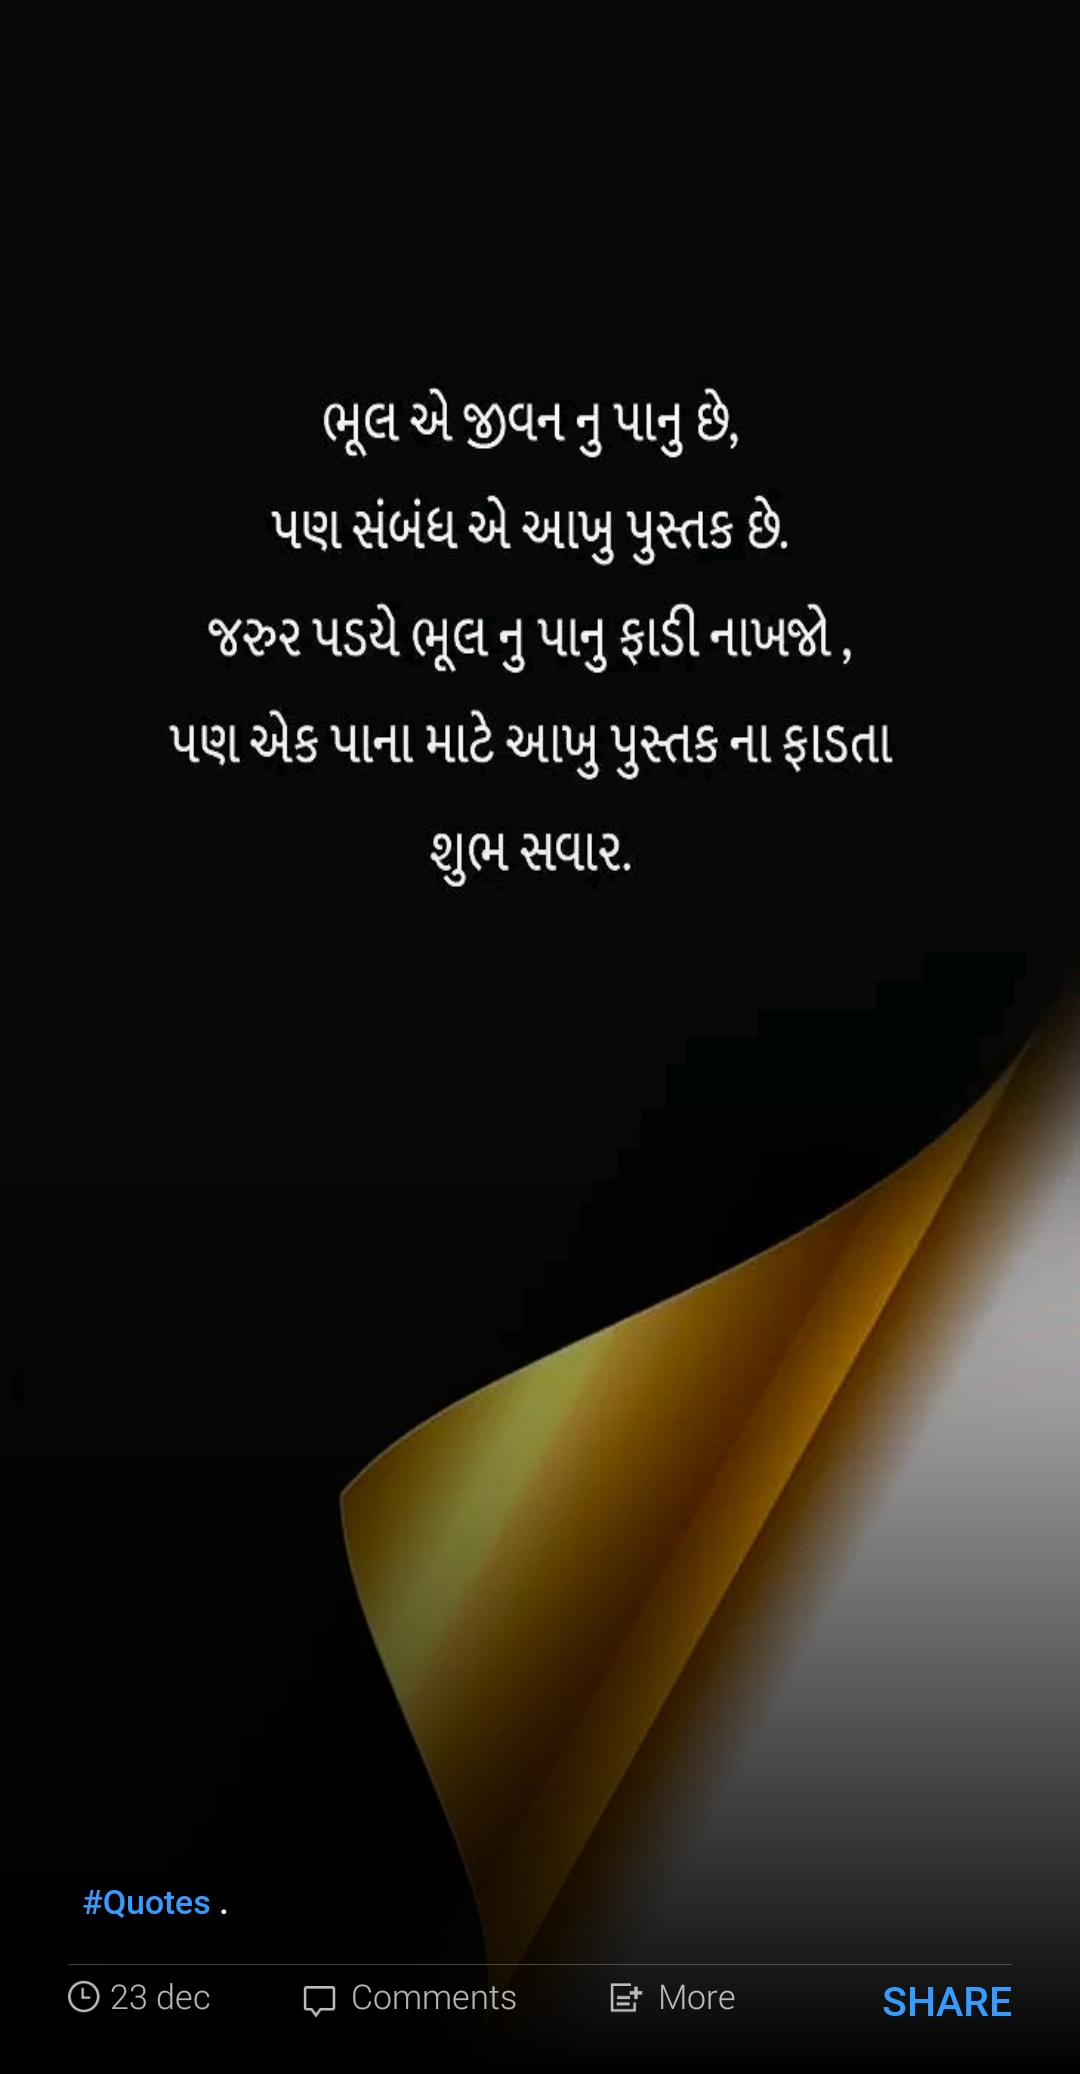 ભૂલ એ જીવન નુ પાનુ છે,
પણ સંબંધ એ આખુ પુસ્તક છે.
જરુર પડયે ભૂલ નુ પાનુ ફાડી નાખજો ,
પણ એક પાના માટે આખુ પુસ્તક ના ફાડતા
શુભ સવાર.
#Quotes .
23 dec Comments More SHARE